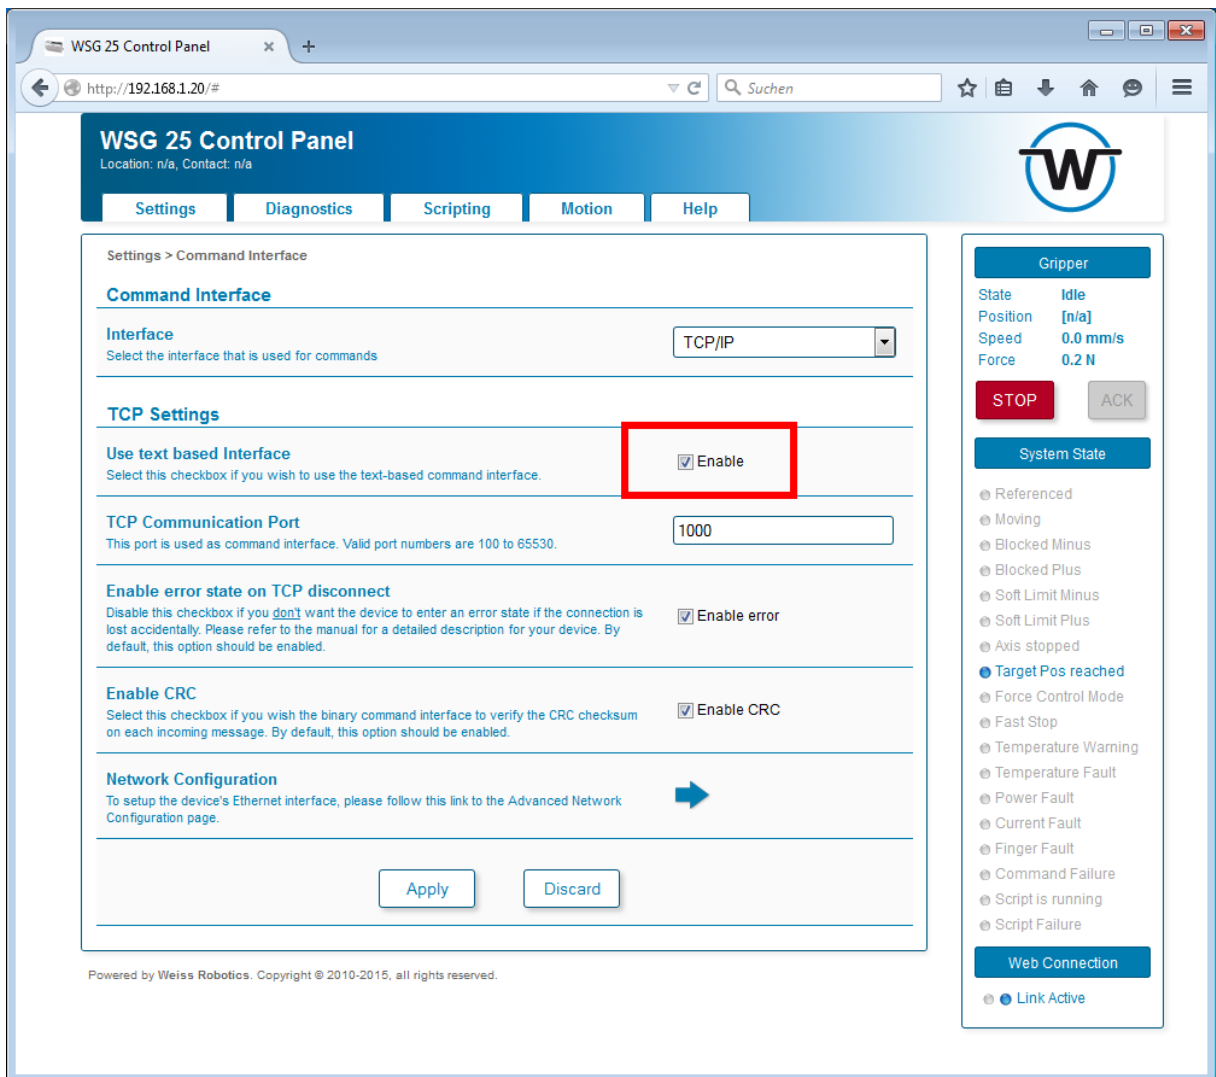 WSG 25 Control Panel
http://192.168.1.20/#
Suchen
WSG 25 Control Panel
Location: n/a, Contact: n/a
W
Settings Diagnostics Scripting Motion Help
Settings > Command Interface
Command Interface
Interface
Select the interface that is used for commands
TCP/IP
TCP Settings
Use text based Interface
Select this checkbox if you wish to use the text-based command interface.
Enable
TCP Communication Port
This port is used as command interface. Valid port numbers are 100 to 65530.
1000
Enable error state on TCP disconnect
Disable this checkbox if you don't want the device to enter an error state if the connection is
lost accidentally. Please refer to the manual for a detailed description for your device. By
default, this option should be enabled.
Enable error
Enable CRC
Select this checkbox if you wish the binary command interface to verify the CRC checksum
on each incoming message. By default, this option should be enabled.
Enable CRC
Network Configuration
To setup the device's Ethernet interface, please follow this link to the Advanced Network
Configuration page.
Apply Discard
Powered by Weiss Robotics. Copyright © 2010-2015, all rights reserved.
Gripper
State Idle
Position [n/a]
Speed 0.0 mm/s
Force 0.2 N
STOP ACK
System State
Referenced
Moving
Blocked Minus
Blocked Plus
Soft Limit Minus
Soft Limit Plus
Axis stopped
Target Pos reached
Force Control Mode
Fast Stop
Temperature Warning
Temperature Fault
Power Fault
Current Fault
Finger Fault
Command Failure
Script is running
Script Failure
Web Connection
Link Active